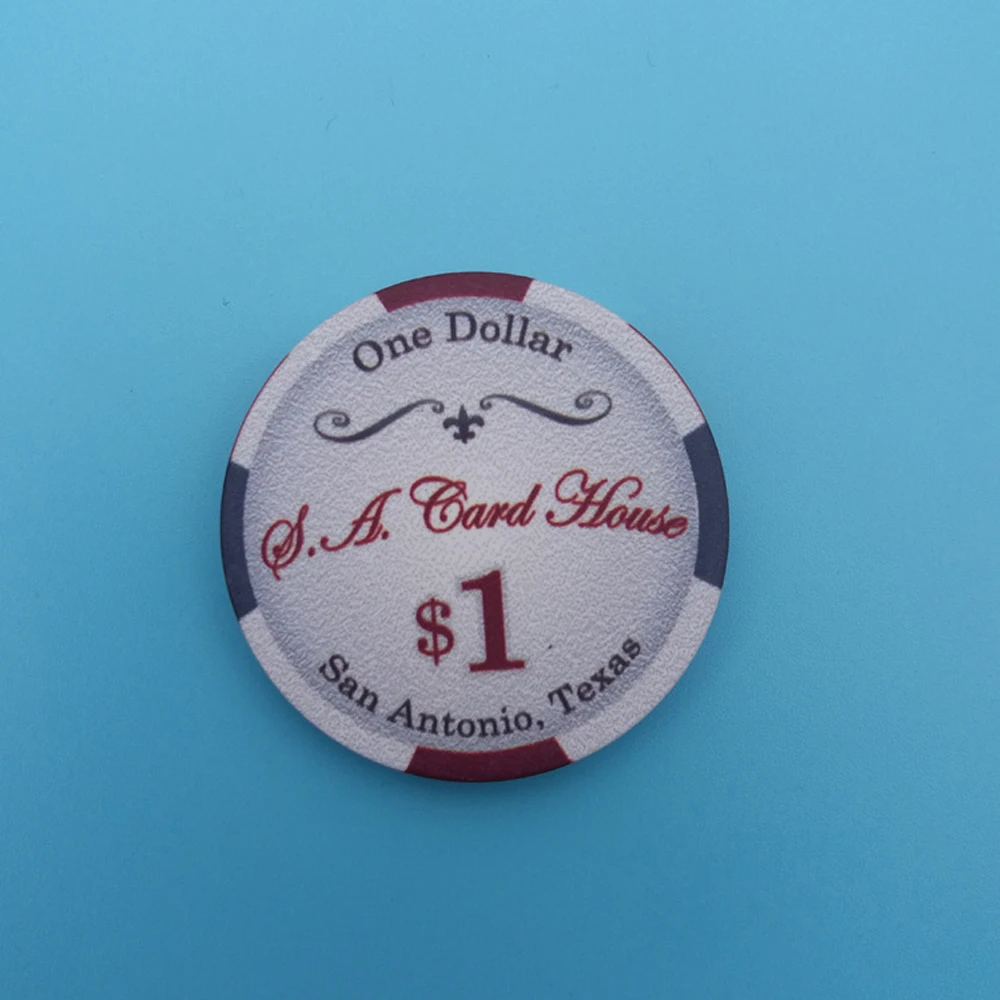 One Dollar
S. A. Card House
$1
San Antonio, Texas